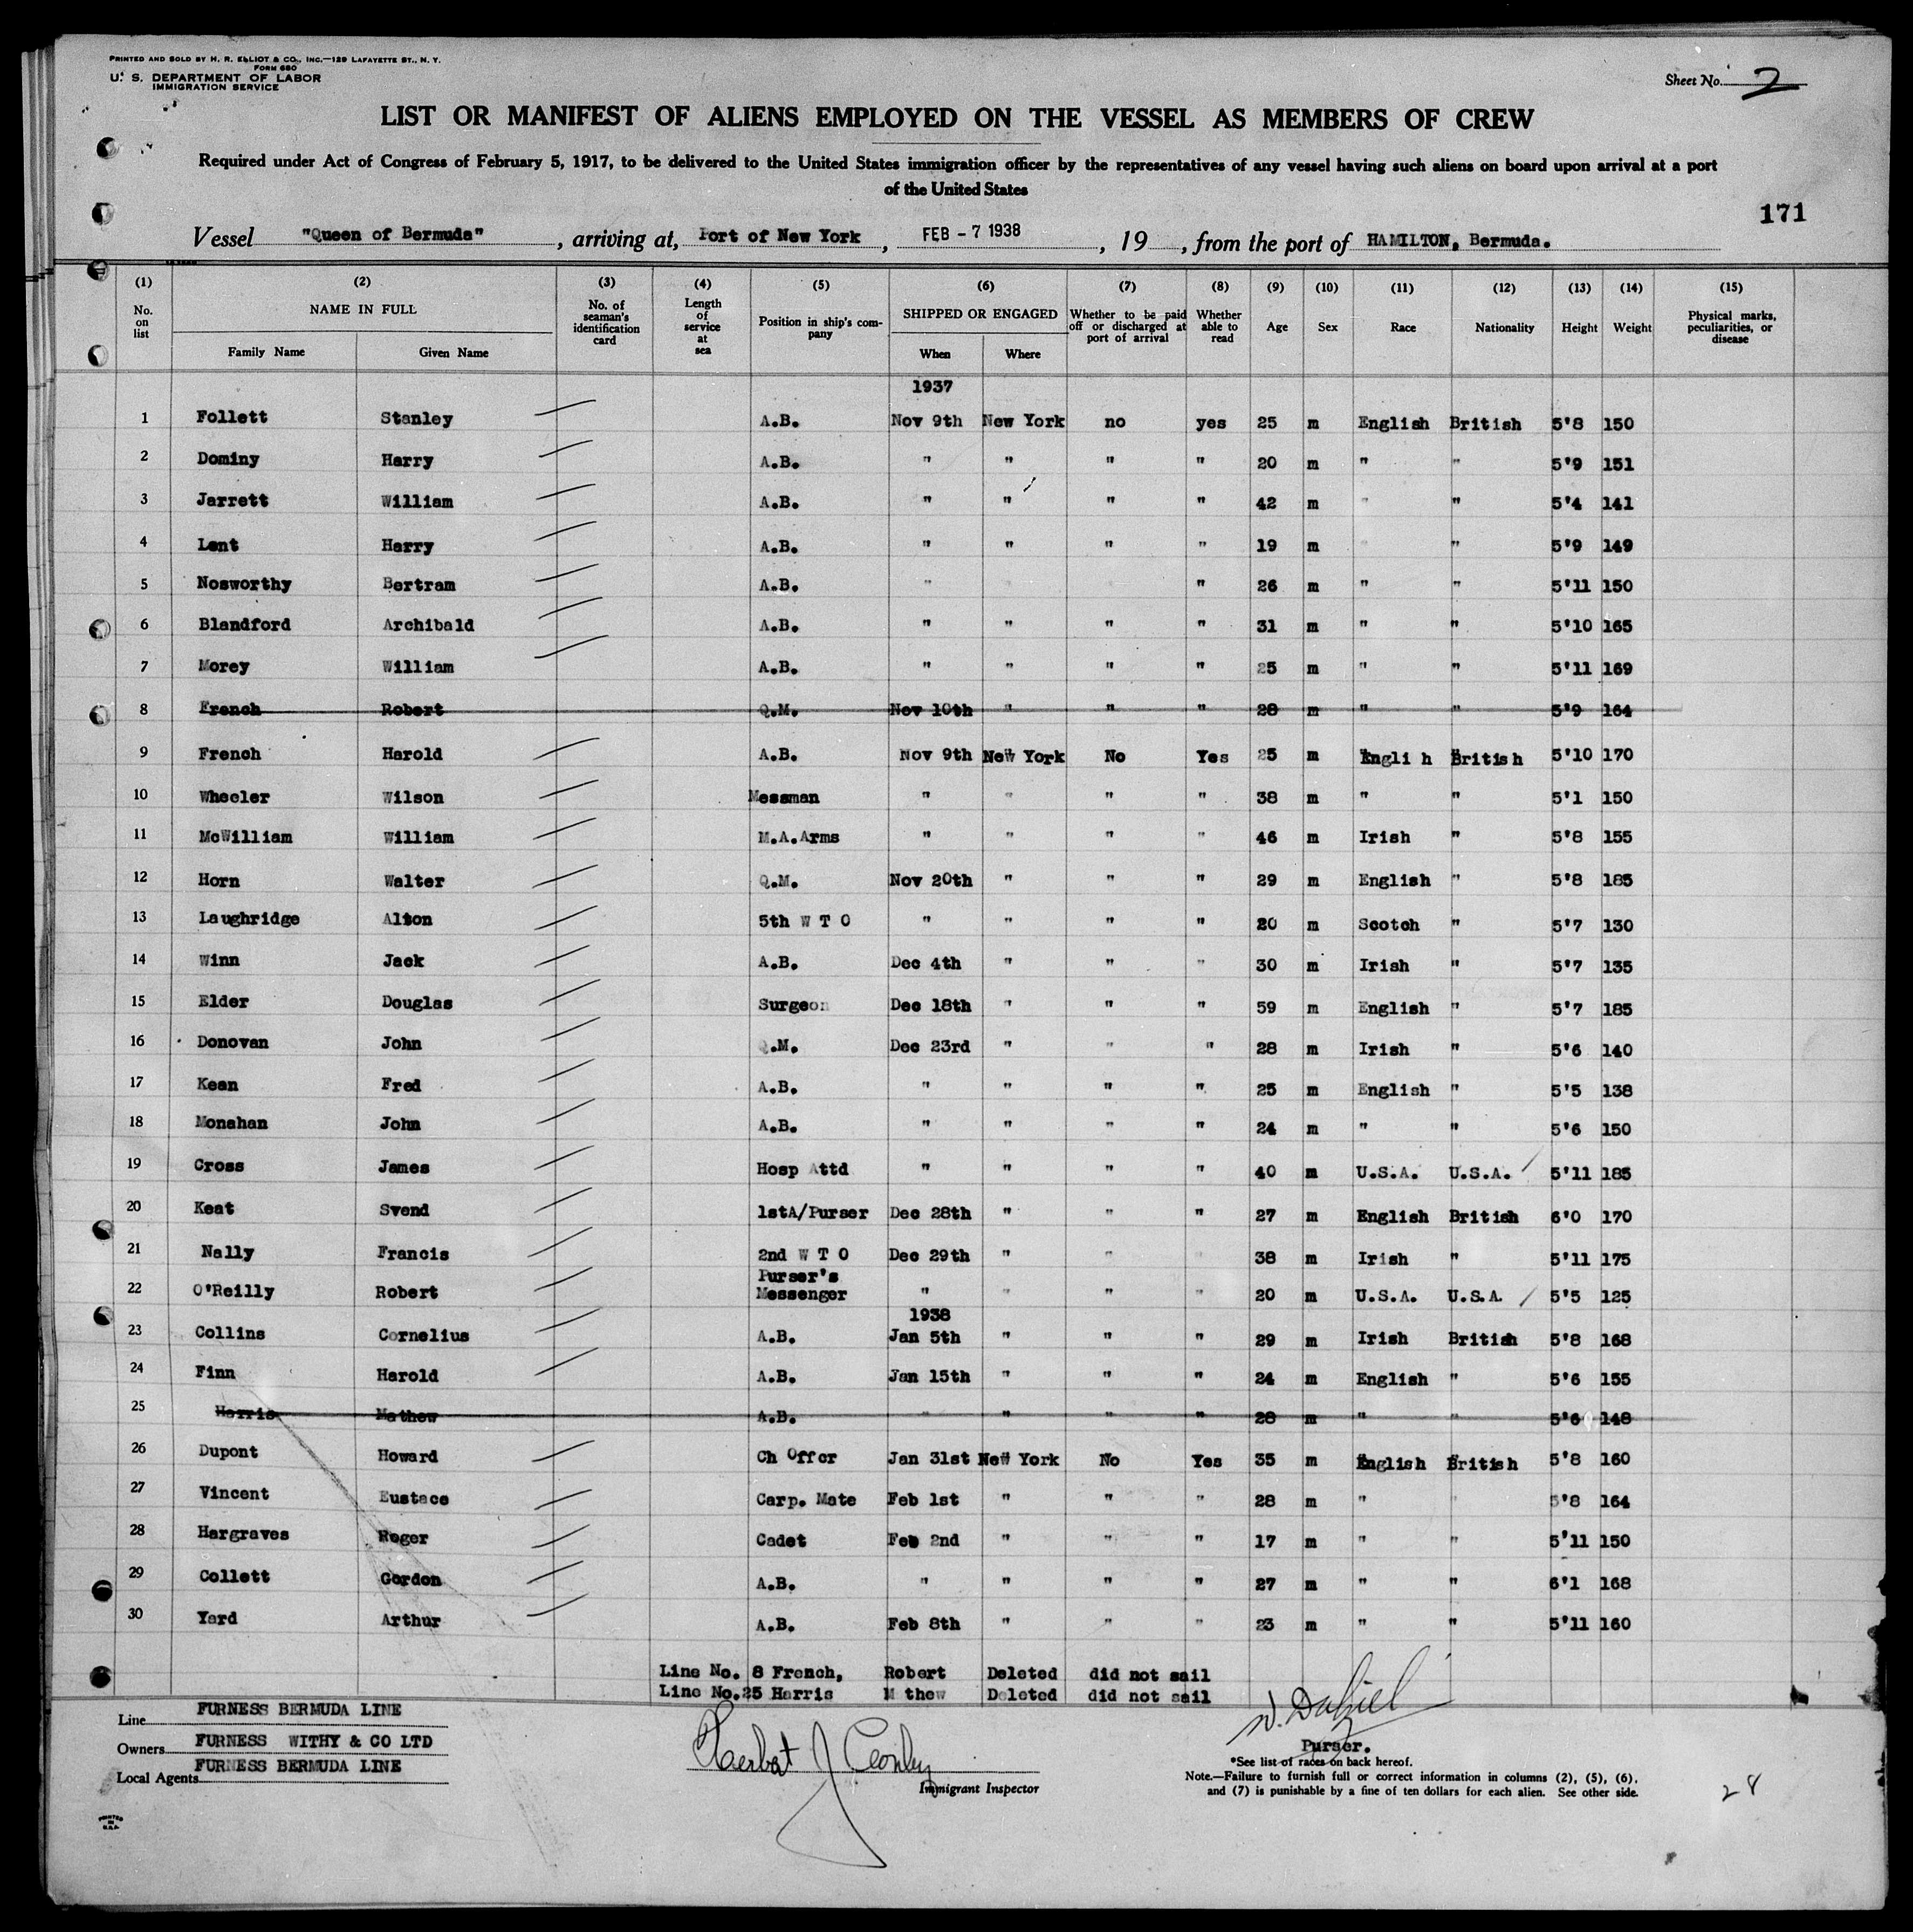 PRINTED AND SOLD BY H. R. ELLIOT & CO., INC.—129 LAFAYETTE ST., N. Y.
FORM 680
U. S. DEPARTMENT OF LABOR
IMMIGRATION SERVICE
Sheet No. 2
LIST OR MANIFEST OF ALIENS EMPLOYED ON THE VESSEL AS MEMBERS OF CREW
Required under Act of Congress of February 5, 1917, to be delivered to the United States immigration officer by the representatives of any vessel having such aliens on board upon arrival at a port
of the United States
171
Vessel "Queen of Bermuda", arriving at, Port of New York, FEB - 7 1938, 19 , from the port of HAMILTON, Bermuda.
(1) (2) (3) (4) (5) (6) (7) (8) (9) (10) (11) (12) (13) (14) (15)
No. on list NAME IN FULL Family Name Given Name No. of seaman's identification card Length of service at sea Position in ship's company SHIPPED OR ENGAGED When Where Whether to be paid off or discharged at port of arrival Whether able to read Age Sex Race Nationality Height Weight Physical marks, peculiarities, or disease
1937
1 Follett Stanley A.B. Nov 9th New York no yes 25 m English British 5'8 150
2 Dominy Harry A.B. " " " " 20 m " " 5'9 151
3 Jarrett William A.B. " " " " 42 m " " 5'4 141
4 Lent Harry A.B. " " " " 19 m " " 5'9 149
5 Nosworthy Bertram A.B. " " 26 m " " 5'11 150
6 Blandford Archibald A.B. " " " " 31 m " " 5'10 165
7 Morey William A.B. " " " " 25 m " " 5'11 169
8 French Robert Q.M. Nov 10th " " " 28 m " " 5'9 164
9 French Harold A.B. Nov 9th New York No Yes 25 m Engli h British 5'10 170
10 Wheeler Wilson Messman " " " " 38 m " " 5'1 150
11 McWilliam William M.A.Arms " " " " 46 m Irish " 5'8 155
12 Horn Walter Q.M. Nov 20th " " " 29 m English " 5'8 185
13 Laughridge Alton 5th W T O " " " " 20 m Scotch " 5'7 130
14 Winn Jack A.B. Dec 4th " " " 30 m Irish " 5'7 135
15 Elder Douglas Surgeon Dec 18th " " " 59 m English " 5'7 185
16 Donovan John Q.M. Dec 23rd " " " 28 m Irish " 5'6 140
17 Kean Fred A.B. " " " " 25 m English " 5'5 138
18 Monahan John A.B. " " " " 24 m " " 5'6 150
19 Cross James Hosp Attd " " " " 40 m U.S.A. U.S.A. 5'11 185
20 Keat Svend 1stA/Purser Dec 28th " " " 27 m English British 6'0 170
21 Nally Francis 2nd W T O Dec 29th " " " 38 m Irish " 5'11 175
22 O'Reilly Robert Purser's Messenger " " " " 20 m U.S.A. U.S.A. 5'5 125
1938
23 Collins Cornelius A.B. Jan 5th " " " 29 m Irish British 5'8 168
24 Finn Harold A.B. Jan 15th " " " 24 m English " 5'6 155
25 Harris Mathew A.B. " " " " 28 m " " 5'6 148
26 Dupont Howard Ch Offcr Jan 31st New York No Yes 35 m English British 5'8 160
27 Vincent Eustace Carp. Mate Feb 1st " " " 28 m " " 5'8 164
28 Hargraves Roger Cadet Feb 2nd " " " 17 m " " 5'11 150
29 Collett Gordon A.B. " " " " 27 m " " 6'1 168
30 Yard Arthur A.B. Feb 8th " " " 23 m " " 5'11 160
Line No. 8 French, Robert Deleted did not sail
Line No.25 Harris M thew Deleted did not sail
Line FURNESS BERMUDA LINE
Owners FURNESS WITHY & CO LTD
Local Agents FURNESS BERMUDA LINE
Immigrant Inspector
Purser.
*See list of races on back hereof.
Note.—Failure to furnish full or correct information in columns (2), (5), (6),
and (7) is punishable by a fine of ten dollars for each alien. See other side.
28
PRINTED IN U.S.A.